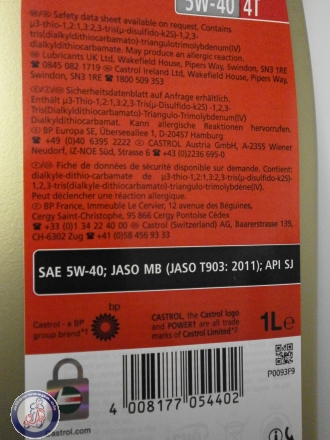 5W-40 4T
Safety data sheet available on request. Contains
µ3-thio-1,2,1:3;2,3-tris(µ-disulfido-k2S)-1,2,3-
tris(dialkyldithiocarbamato)-triangulotrimolybdenum(IV)
dialkyldithiocarbamate. May produce an allergic reaction.
Lubricants UK Ltd, Wakefield House, Pipers Way,
Swindon, SN3 1RE
0845 082 1719 Castrol Ireland Ltd, Wakefield House, Pipers Way,
Swindon, SN3 1RE 1800 509 353
Sicherheitsdatenblatt auf Anfrage erhältlich.
Enthält µ3-Thio-1,2,1:3;2,3-Tris(µ-Disulfido-k2S) -1,2,3-
Tris(Dialkyldithiocarbamato)-Triangulo-Trimolybdenum(IV)
Dialkyldithiocarbamat. Kann allergische Reaktionen hervorrufen.
BP Europa SE, Überseeallee 1, D-20457 Hamburg
+49 (0)40 6395 2222 CASTROL Austria GmbH, A-2355 Wiener
Neudorf, IZ-NOE Süd, Strasse 6 +43 (0)2236 695-0
Fiche de données de sécurité disponible sur demande. Contient:
dialkyle-dithio-carbamate de µ3-thio-1,2,1:3;2,3-tris(µ-disulfido-k2S)-
1,2,3-tris(dialkyle-dithiocarbamato)-triangulo-trimolybdène(IV).
Peut déclencher une réaction allergique.
BP France, Immeuble Le Cervier, 12 avenue des Béguines,
Cergy Saint-Christophe, 95 866 Cergy Pontoise Cédex
+33 (0)1 34 22 40 00 Castrol (Switzerland) AG, Baarerstrasse 139,
CH-6302 Zug +41 (0)58 456 9333
SAE 5W-40; JASO MB (JASO T903: 2011); API SJ
bp
Castrol - a BP
group brand
CASTROL, the Castrol logo
and POWER1 are all trade
marks of Castrol Limited
1L e
P0093F9
4 008177 054402
Castrol.com